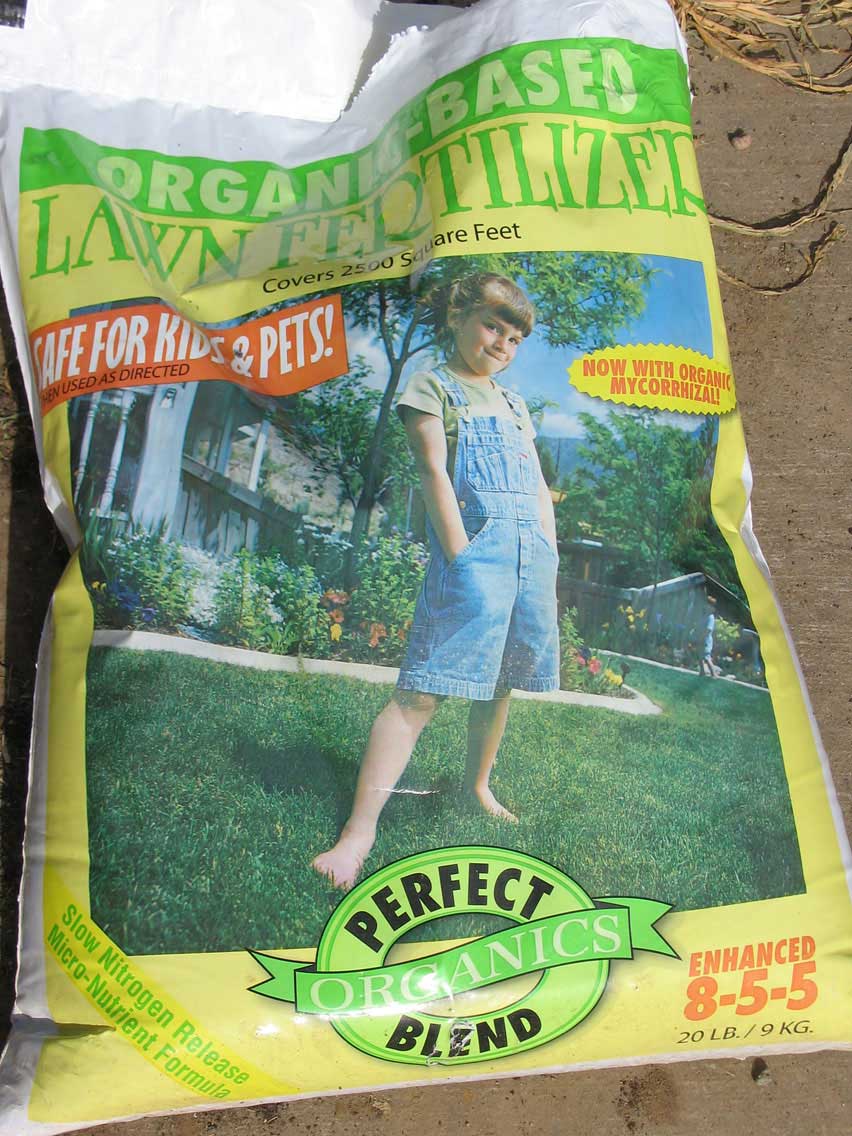 ORGANIC-BASED
LAWN FERTILIZER
Covers 2500 Square Feet
SAFE FOR KIDS & PETS!
WHEN USED AS DIRECTED
NOW WITH ORGANIC
MYCORRHIZAL!
PERFECT
ORGANICS
BLEND
Slow Nitrogen Release
Micro-Nutrient Formula
ENHANCED
8-5-5
20 LB. / 9 KG.